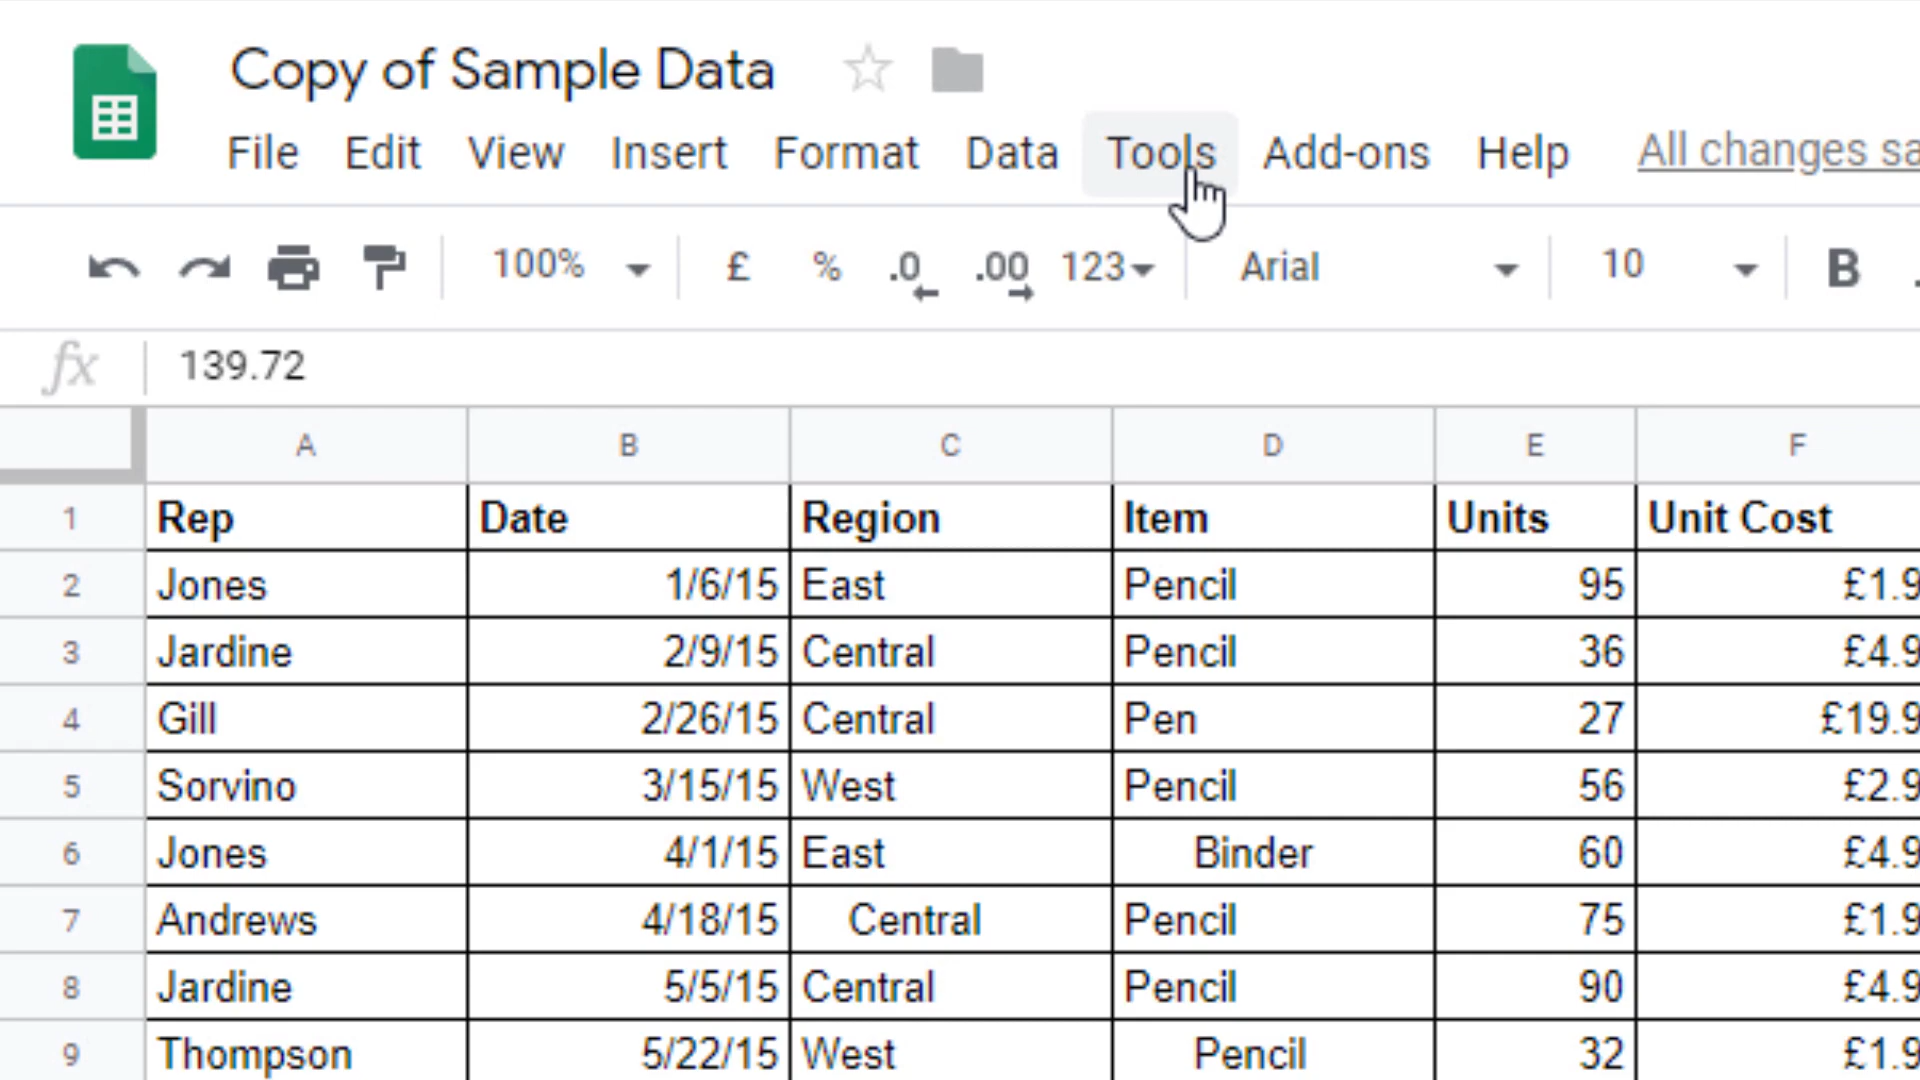 Copy of Sample Data
File Edit View Insert Format Data Tools Add-ons Help All changes
100% £ % .0 .00 123 Arial 10 B
fx 139.72
A B C D E F
1 Rep Date Region Item Units Unit Cost
2 Jones 1/6/15 East Pencil 95 £1.9
3 Jardine 2/9/15 Central Pencil 36 £4.9
4 Gill 2/26/15 Central Pen 27 £19.9
5 Sorvino 3/15/15 West Pencil 56 £2.9
6 Jones 4/1/15 East Binder 60 £4.9
7 Andrews 4/18/15 Central Pencil 75 £1.9
8 Jardine 5/5/15 Central Pencil 90 £4.9
9 Thompson 5/22/15 West Pencil 32 £1.9